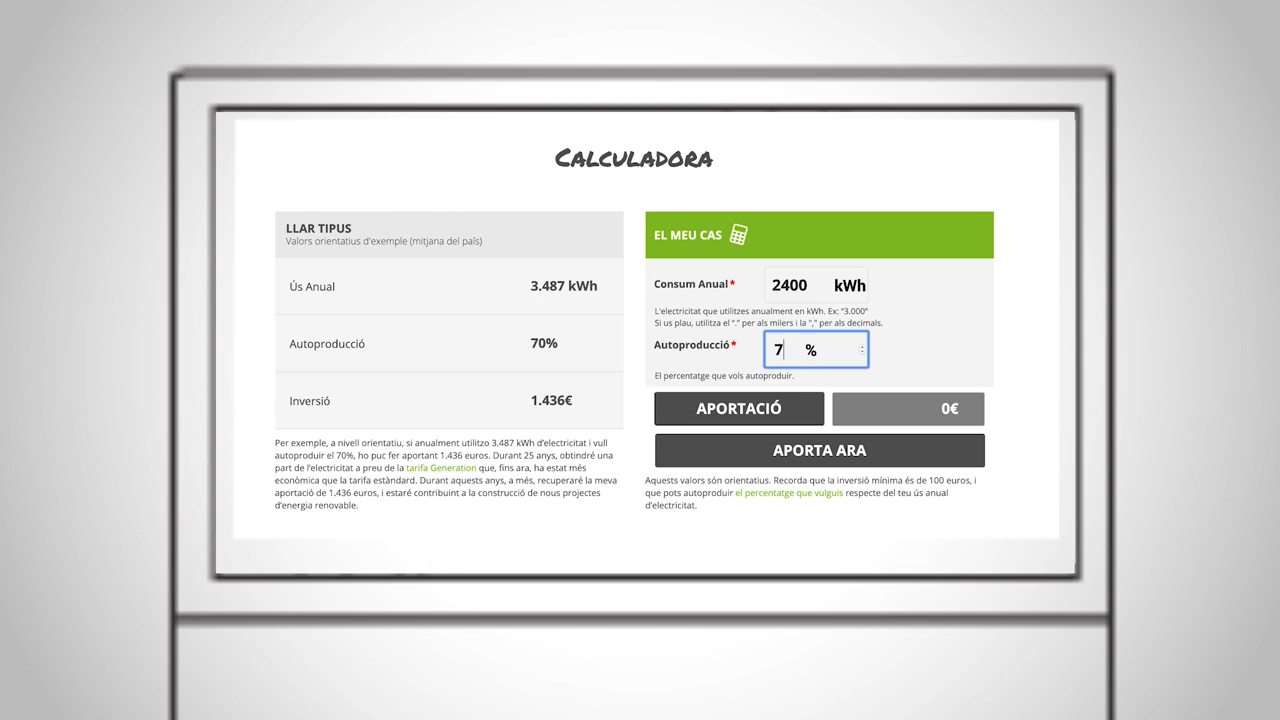 CALCULADORA
LLAR TIPUS
Valors orientatius d'exemple (mitjana del país)
Ús Anual 3.487 kWh
Autoproducció 70%
Inversió 1.436€
Per exemple, a nivell orientatiu, si anualment utilitzo 3.487 kWh d'electricitat i vull
autoproduir el 70%, ho puc fer aportant 1.436 euros. Durant 25 anys, obtindré una
part de l'electricitat a preu de la tarifa Generation que, fins ara, ha estat més
econòmica que la tarifa estàndard. Durant aquests anys, a més, recuperaré la meva
aportació de 1.436 euros, i estaré contribuint a la construcció de nous projectes
d'energia renovable.
EL MEU CAS
Consum Anual* 2400 kWh
L'electricitat que utilitzes anualment en kWh. Ex: "3.000"
Si us plau, utilitza el "." per als milers i la "," per als decimals.
Autoproducció* 7 %
El percentatge que vols autoproduir.
APORTACIÓ 0€
APORTA ARA
Aquests valors són orientatius. Recorda que la inversió mínima és de 100 euros, i
que pots autoproduir el percentatge que vulguis respecte del teu ús anual
d'electricitat.